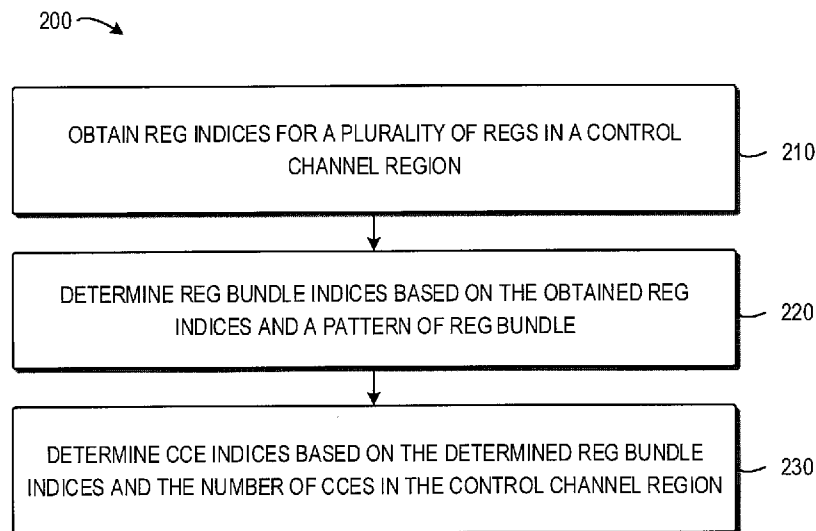 200
OBTAIN REG INDICES FOR A PLURALITY OF REGS IN A CONTROL
CHANNEL REGION
210
DETERMINE REG BUNDLE INDICES BASED ON THE OBTAINED REG
INDICES AND A PATTERN OF REG BUNDLE
220
DETERMINE CCE INDICES BASED ON THE DETERMINED REG BUNDLE
INDICES AND THE NUMBER OF CCES IN THE CONTROL CHANNEL REGION
230